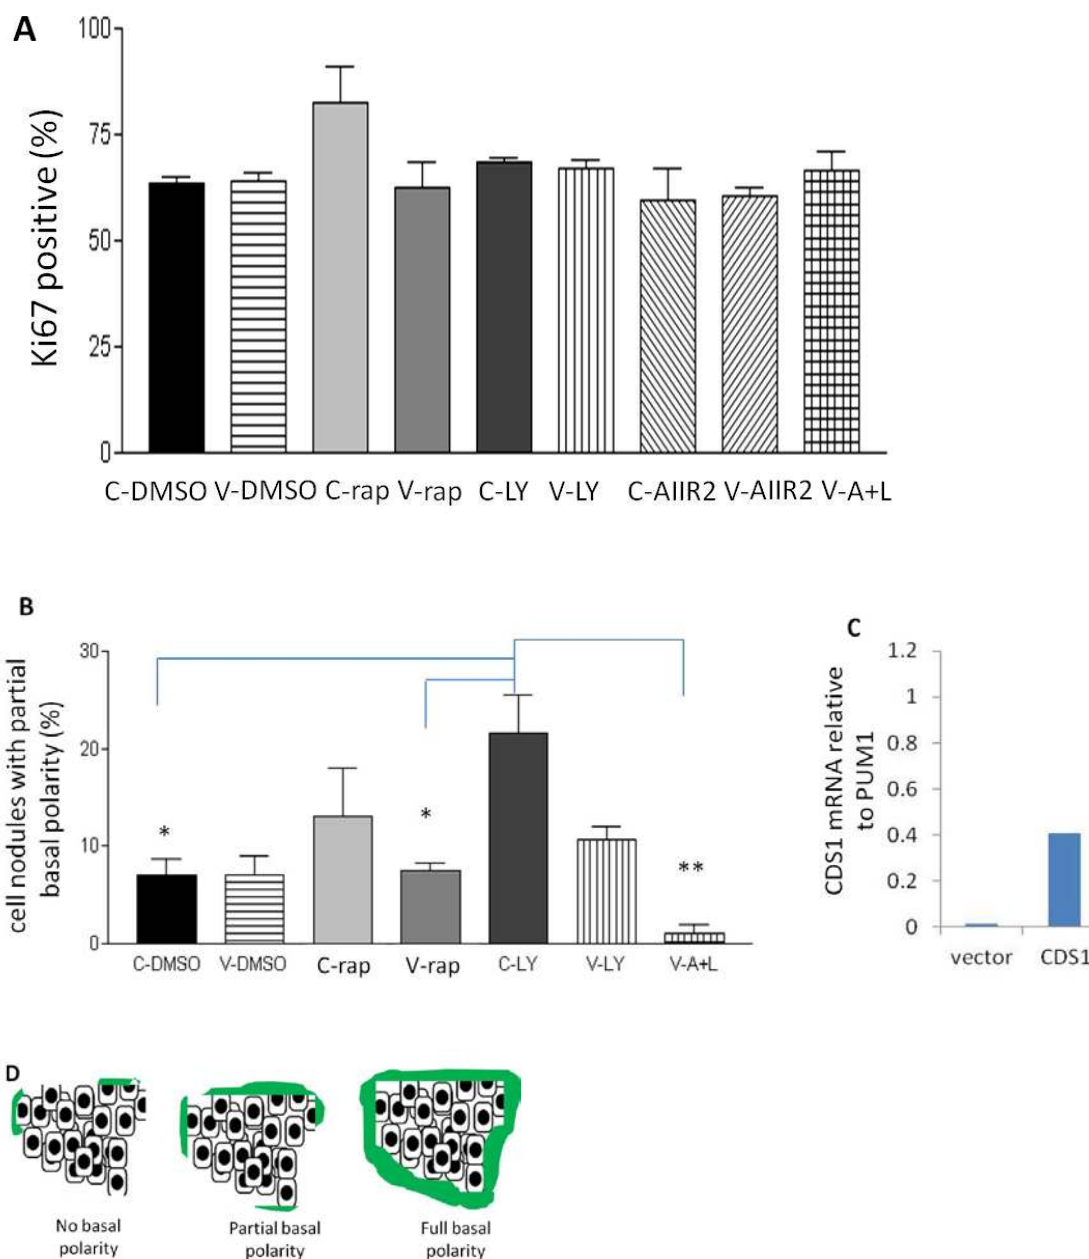 A
Ki67 positive (%)
100
75
50
25
0
C-DMSO V-DMSO C-rap V-rap C-LY V-LY C-AIIR2 V-AIIR2 V-A+L
B
cell nodules with partial
basal polarity (%)
30
20
10
0
*
*
**
C-DMSO V-DMSO C-rap V-rap C-LY V-LY V-A+L
C
CDS1 mRNA relative
to PUM1
1.2
1
0.8
0.6
0.4
0.2
0
vector CDS1
D
No basal
polarity
Partial basal
polarity
Full basal
polarity